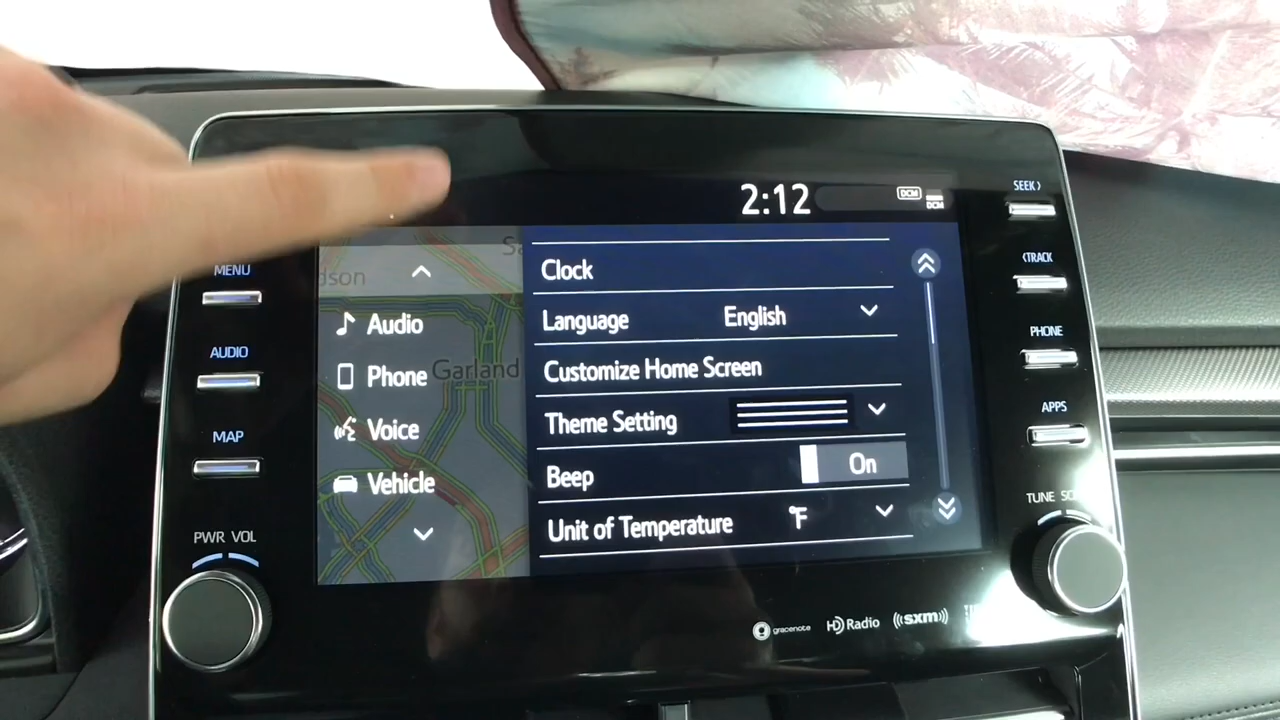 2:12
DCM
DCM
SEEK>
<TRACK
PHONE
APPS
TUNE
MENU
AUDIO
MAP
PWR VOL
Audio
Phone
Voice
Vehicle
Garland
Clock
Language English
Customize Home Screen
Theme Setting
Beep On
Unit of Temperature °F
gracenote
HD Radio
((sxm))